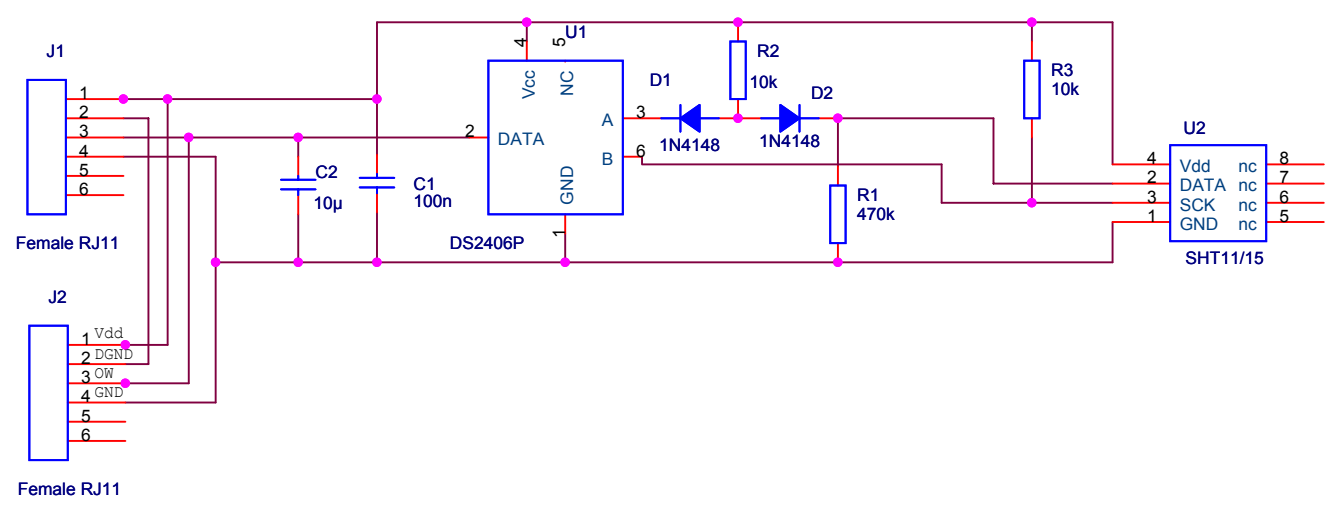 J1
1
2
3
4
5
6
Female RJ11
J2
1 Vdd
2 DGND
3 OW
4 GND
5
6
Female RJ11
C2
10µ
C1
100n
U1
4
5
Vcc
NC
2
DATA
A
3
B
6
GND
1
DS2406P
D1
1N4148
R2
10k
D2
1N4148
R1
470k
R3
10k
U2
4 Vdd nc 8
2 DATA nc 7
3 SCK nc 6
1 GND nc 5
SHT11/15